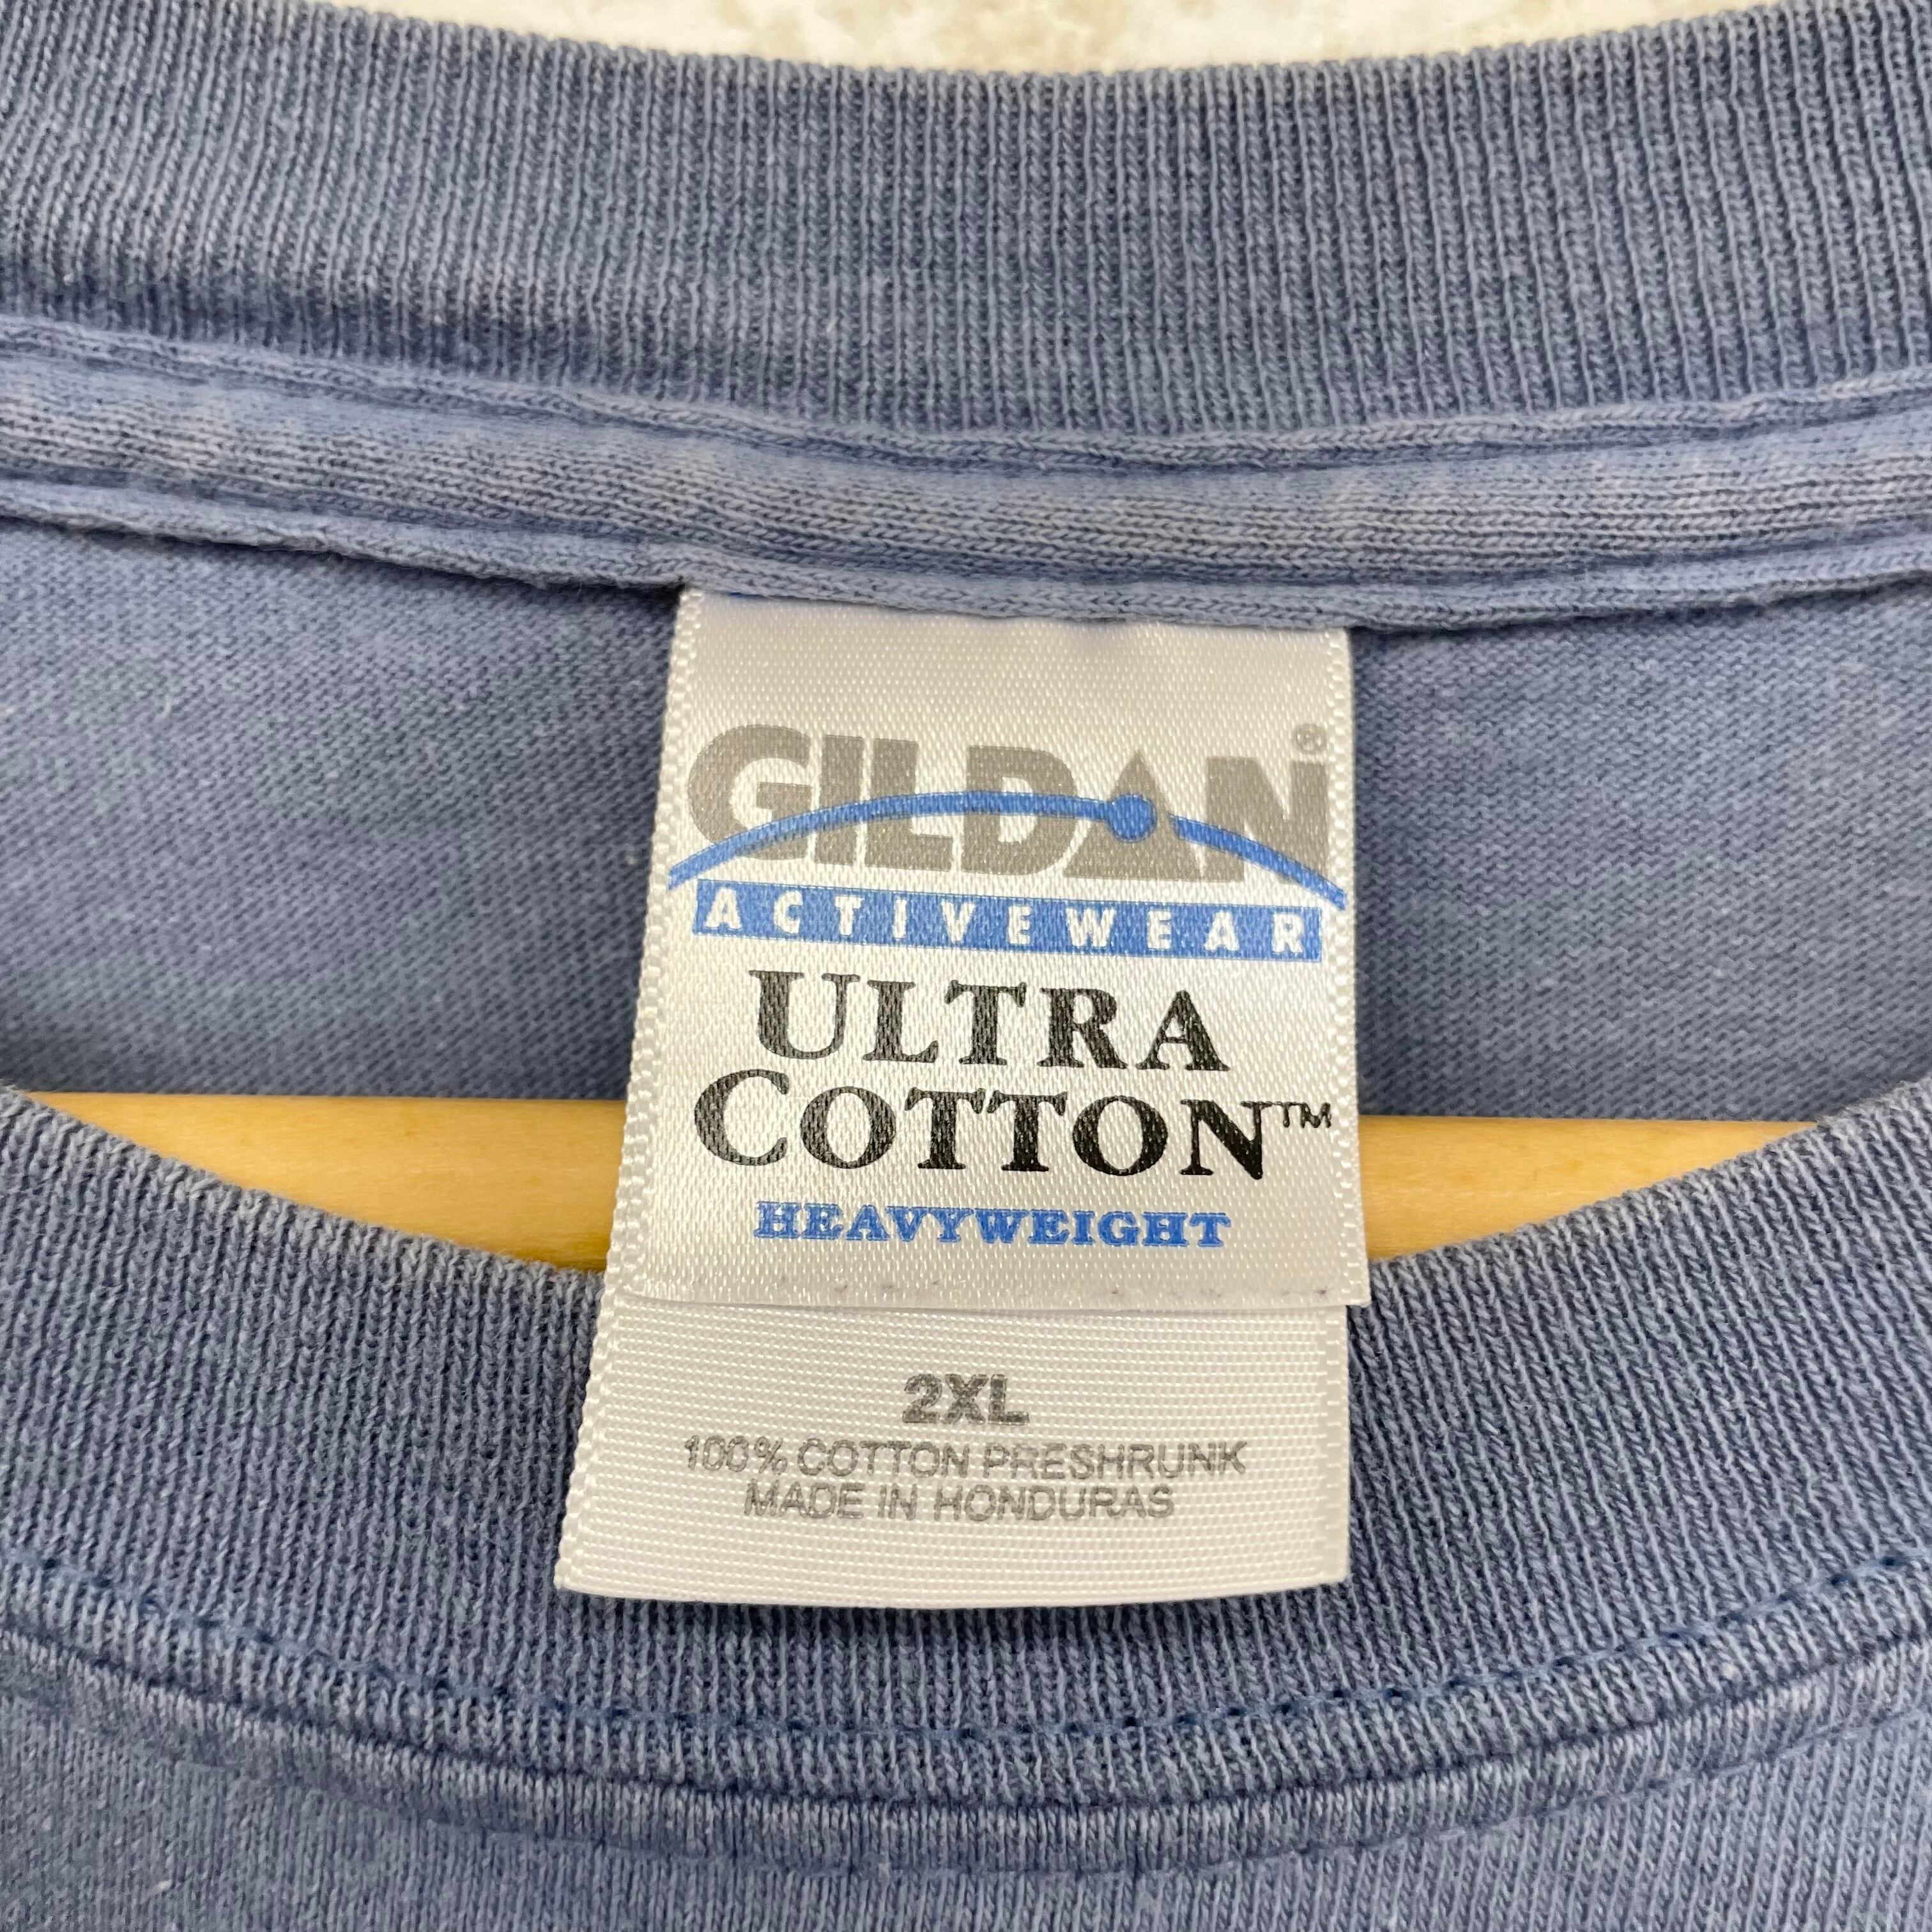 GILDAN®
ACTIVEWEAR
ULTRA
COTTON™
HEAVYWEIGHT
2XL
100% COTTON PRESHRUNK
MADE IN HONDURAS